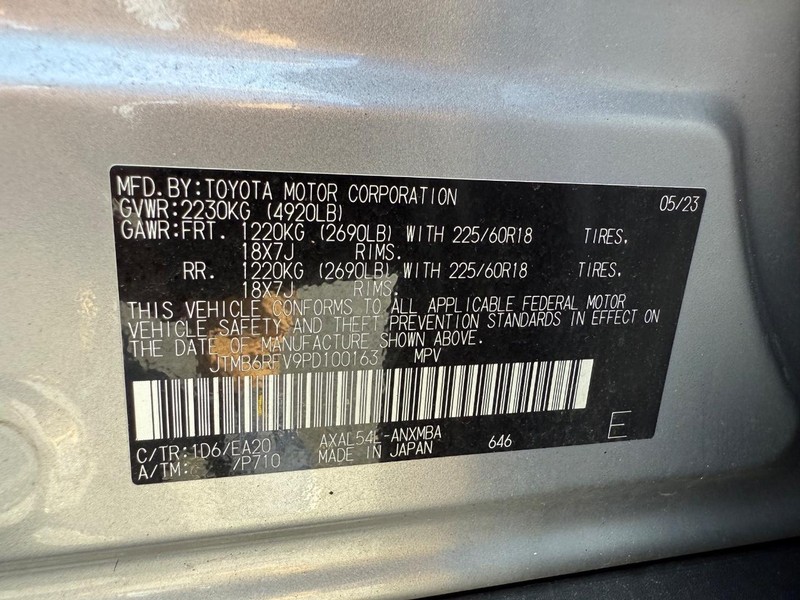 MFD.BY:TOYOTA MOTOR CORPORATION 05/23
GVWR:2230KG (4920LB)
GAWR:FRT. 1220KG (2690LB) WITH 225/60R18 TIRES,
18X7J RIMS.
RR. 1220KG (2690LB) WITH 225/60R18 TIRES,
18X7J RIMS
THIS VEHICLE CONFORMS TO ALL APPLICABLE FEDERAL MOTOR
VEHICLE SAFETY AND THEFT PREVENTION STANDARDS IN EFFECT ON
THE DATE OF MANUFACTURE SHOWN ABOVE.
JTMB6RFV9PD100163 MPV
C/TR:1D6/EA20 AXAL54L-ANXMBA 646 E
A/TM: /P710 MADE IN JAPAN